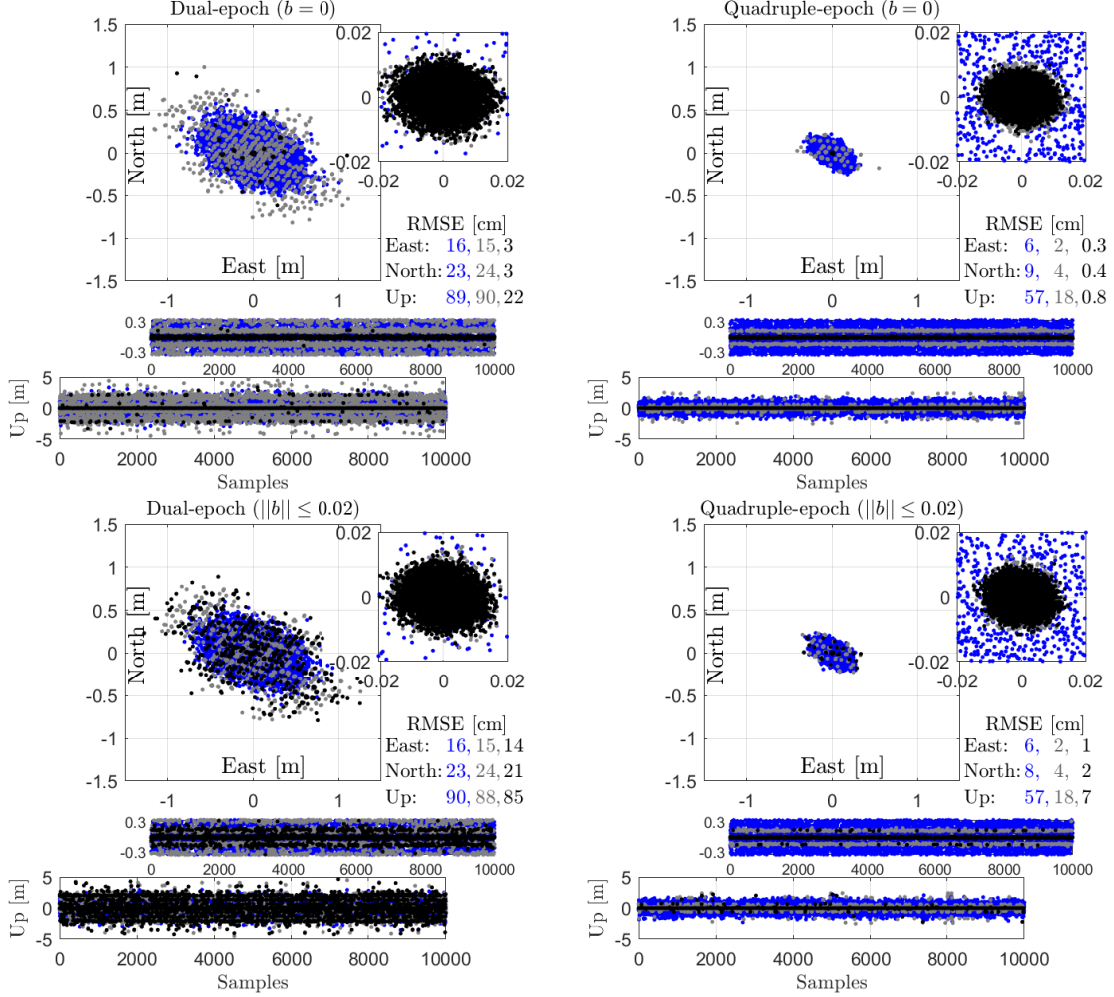 Dual-epoch (b = 0)
1.5
1
0.5
0
-0.5
-1
-1.5
North [m]
East [m]
-1 0 1
0.02
0
-0.02
-0.02 0 0.02
RMSE [cm]
East: 16, 15, 3
North: 23, 24, 3
Up: 89, 90, 22
0.3
-0.3
0 2000 4000 6000 8000 10000
Up [m]
5
0
-5
0 2000 4000 6000 8000 10000
Samples
Quadruple-epoch (b = 0)
1.5
1
0.5
0
-0.5
-1
-1.5
North [m]
East [m]
-1 0 1
0.02
0
-0.02
-0.02 0 0.02
RMSE [cm]
East: 6, 2, 0.3
North: 9, 4, 0.4
Up: 57, 18, 0.8
0.3
-0.3
0 2000 4000 6000 8000 10000
Up [m]
5
0
-5
0 2000 4000 6000 8000 10000
Samples
Dual-epoch (||b|| ≤ 0.02)
1.5
1
0.5
0
-0.5
-1
-1.5
North [m]
East [m]
-1 0 1
0.02
0
-0.02
-0.02 0 0.02
RMSE [cm]
East: 16, 15, 14
North: 23, 24, 21
Up: 90, 88, 85
0.3
-0.3
0 2000 4000 6000 8000 10000
Up [m]
5
0
-5
0 2000 4000 6000 8000 10000
Samples
Quadruple-epoch (||b|| ≤ 0.02)
1.5
1
0.5
0
-0.5
-1
-1.5
North [m]
East [m]
-1 0 1
0.02
0
-0.02
-0.02 0 0.02
RMSE [cm]
East: 6, 2, 1
North: 8, 4, 2
Up: 57, 18, 7
0.3
-0.3
0 2000 4000 6000 8000 10000
Up [m]
5
0
-5
0 2000 4000 6000 8000 10000
Samples